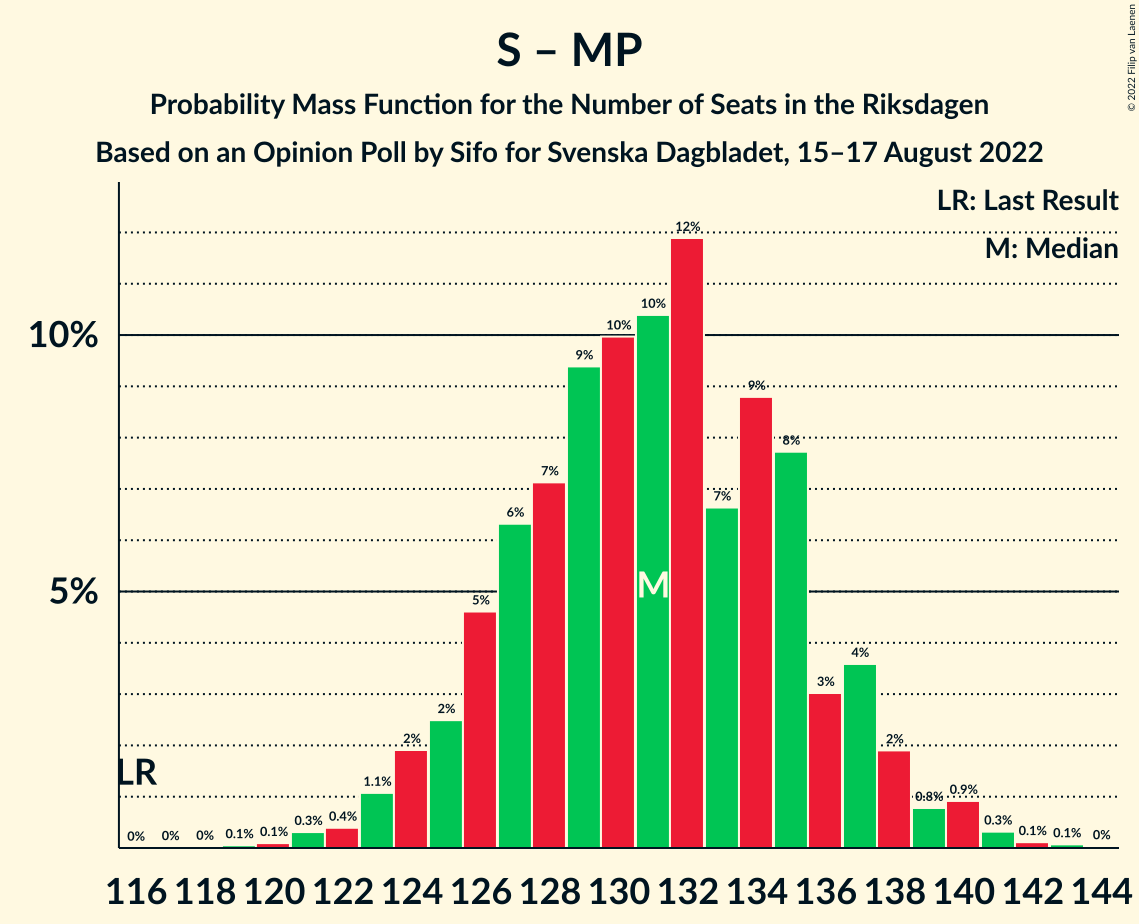 S – MP
Probability Mass Function for the Number of Seats in the Riksdagen
Based on an Opinion Poll by Sifo for Svenska Dagbladet, 15–17 August 2022
© 2022 Filip van Laenen
LR: Last Result
M: Median
10%
5%
LR
M
0% 0% 0% 0.1% 0.1% 0.3% 0.4% 1.1% 2% 2% 5% 6% 7% 9% 10% 10% 12% 7% 9% 8% 3% 4% 2% 0.8% 0.9% 0.3% 0.1% 0.1% 0%
116 118 120 122 124 126 128 130 132 134 136 138 140 142 144